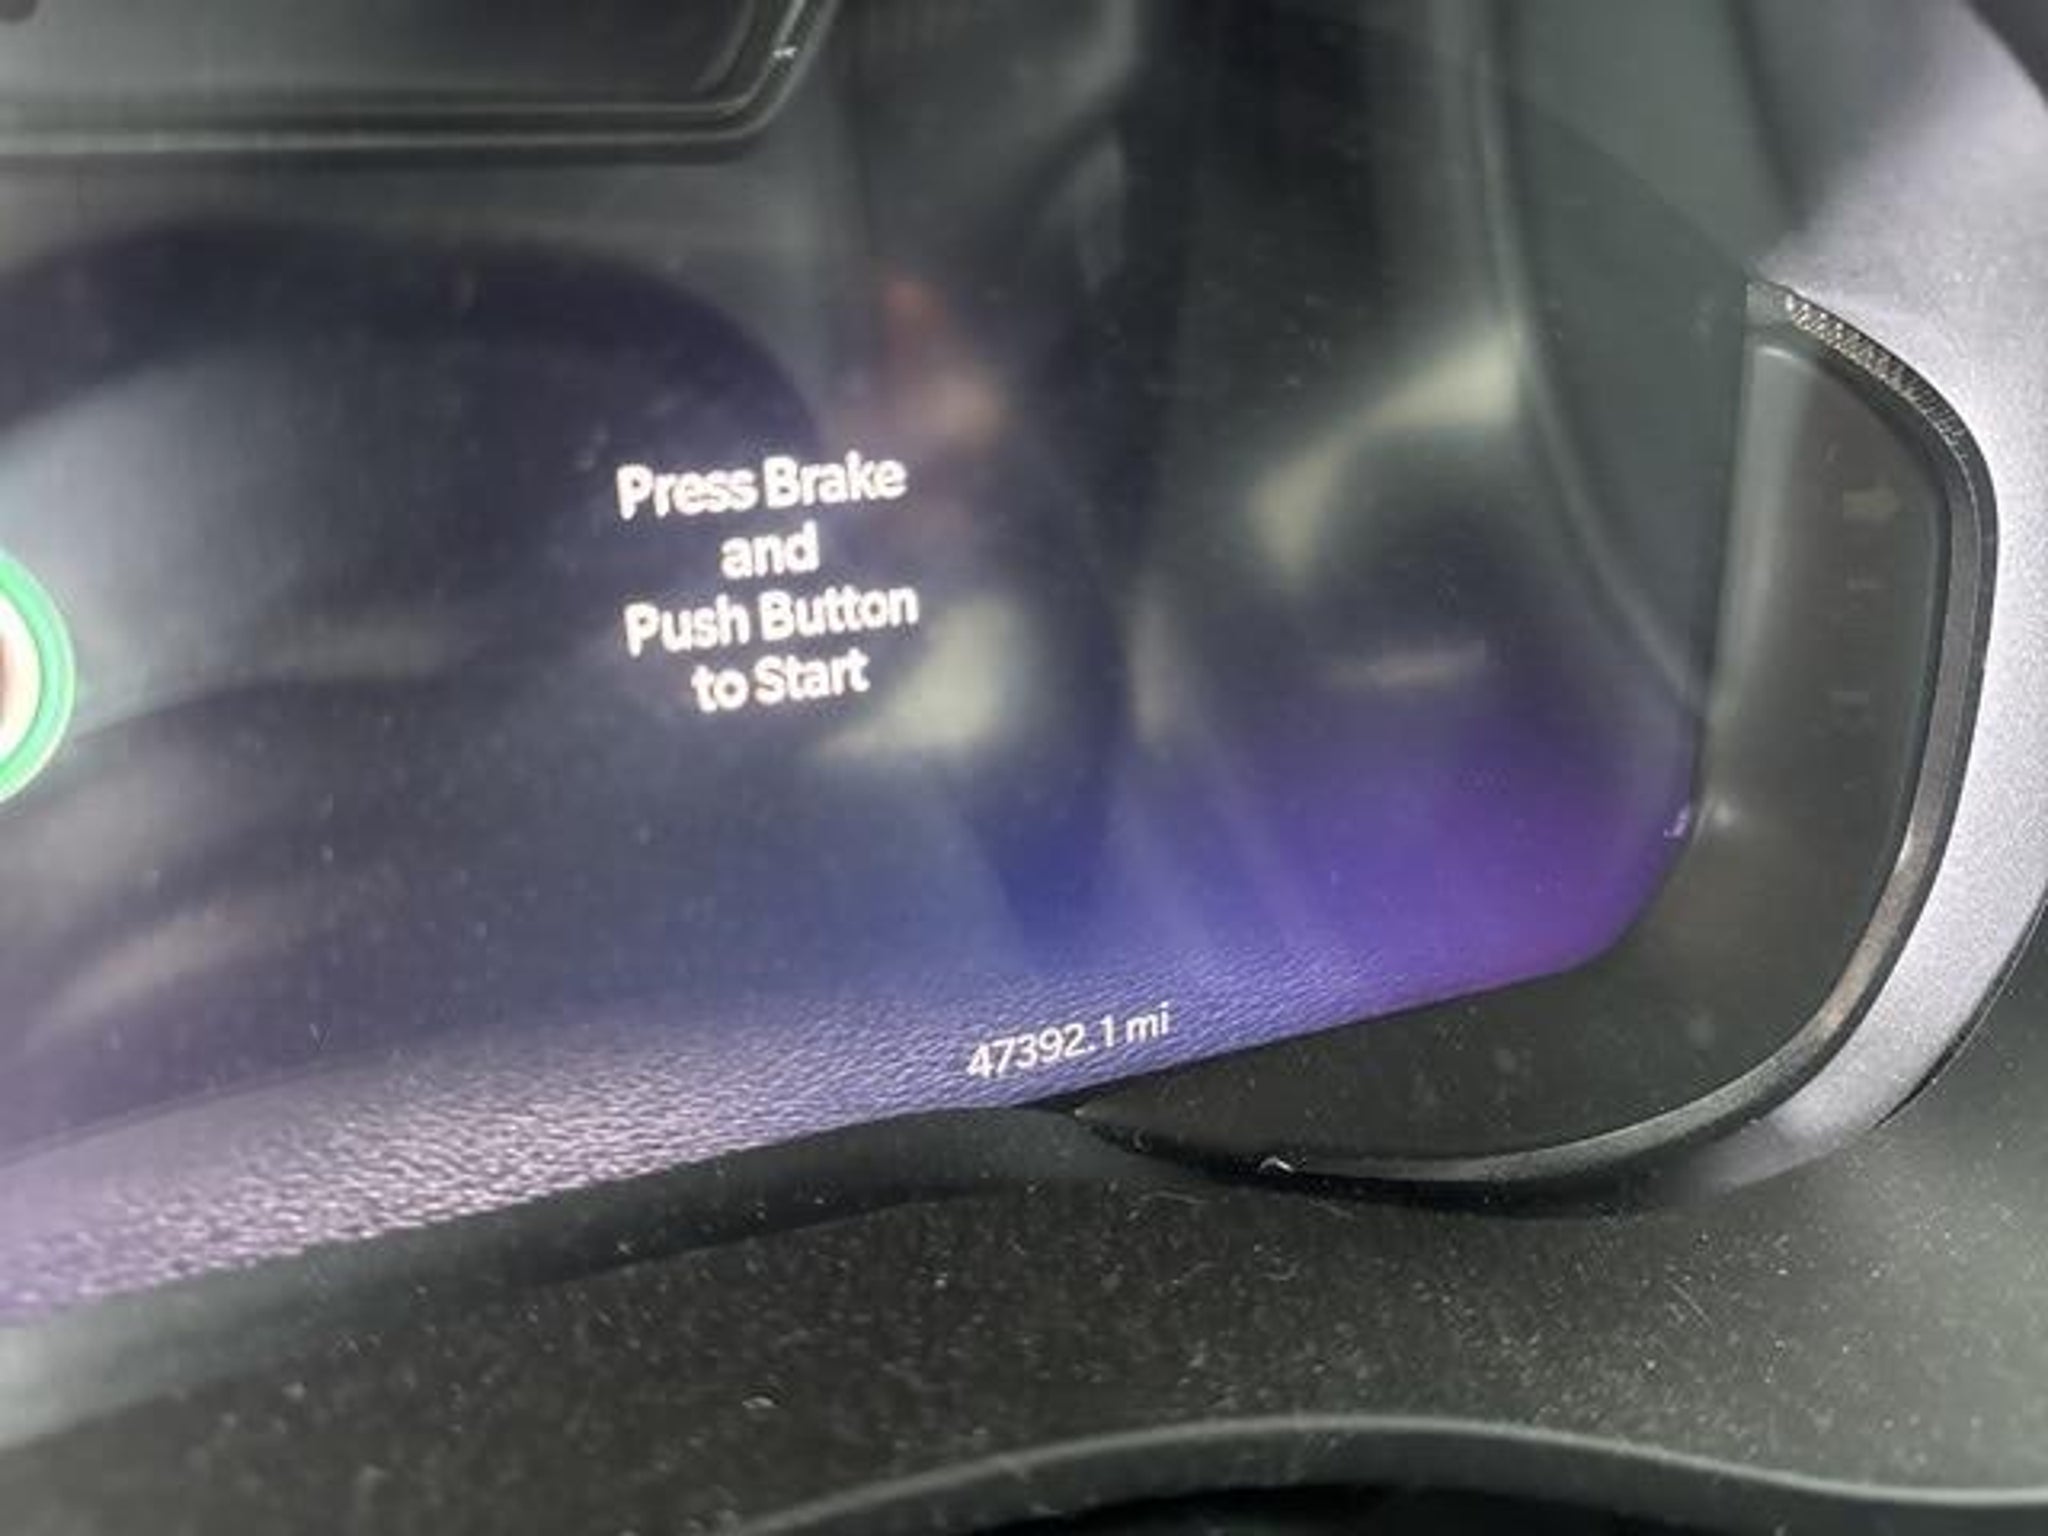 Press Brake
and
Push Button
to Start
47392.1 mi